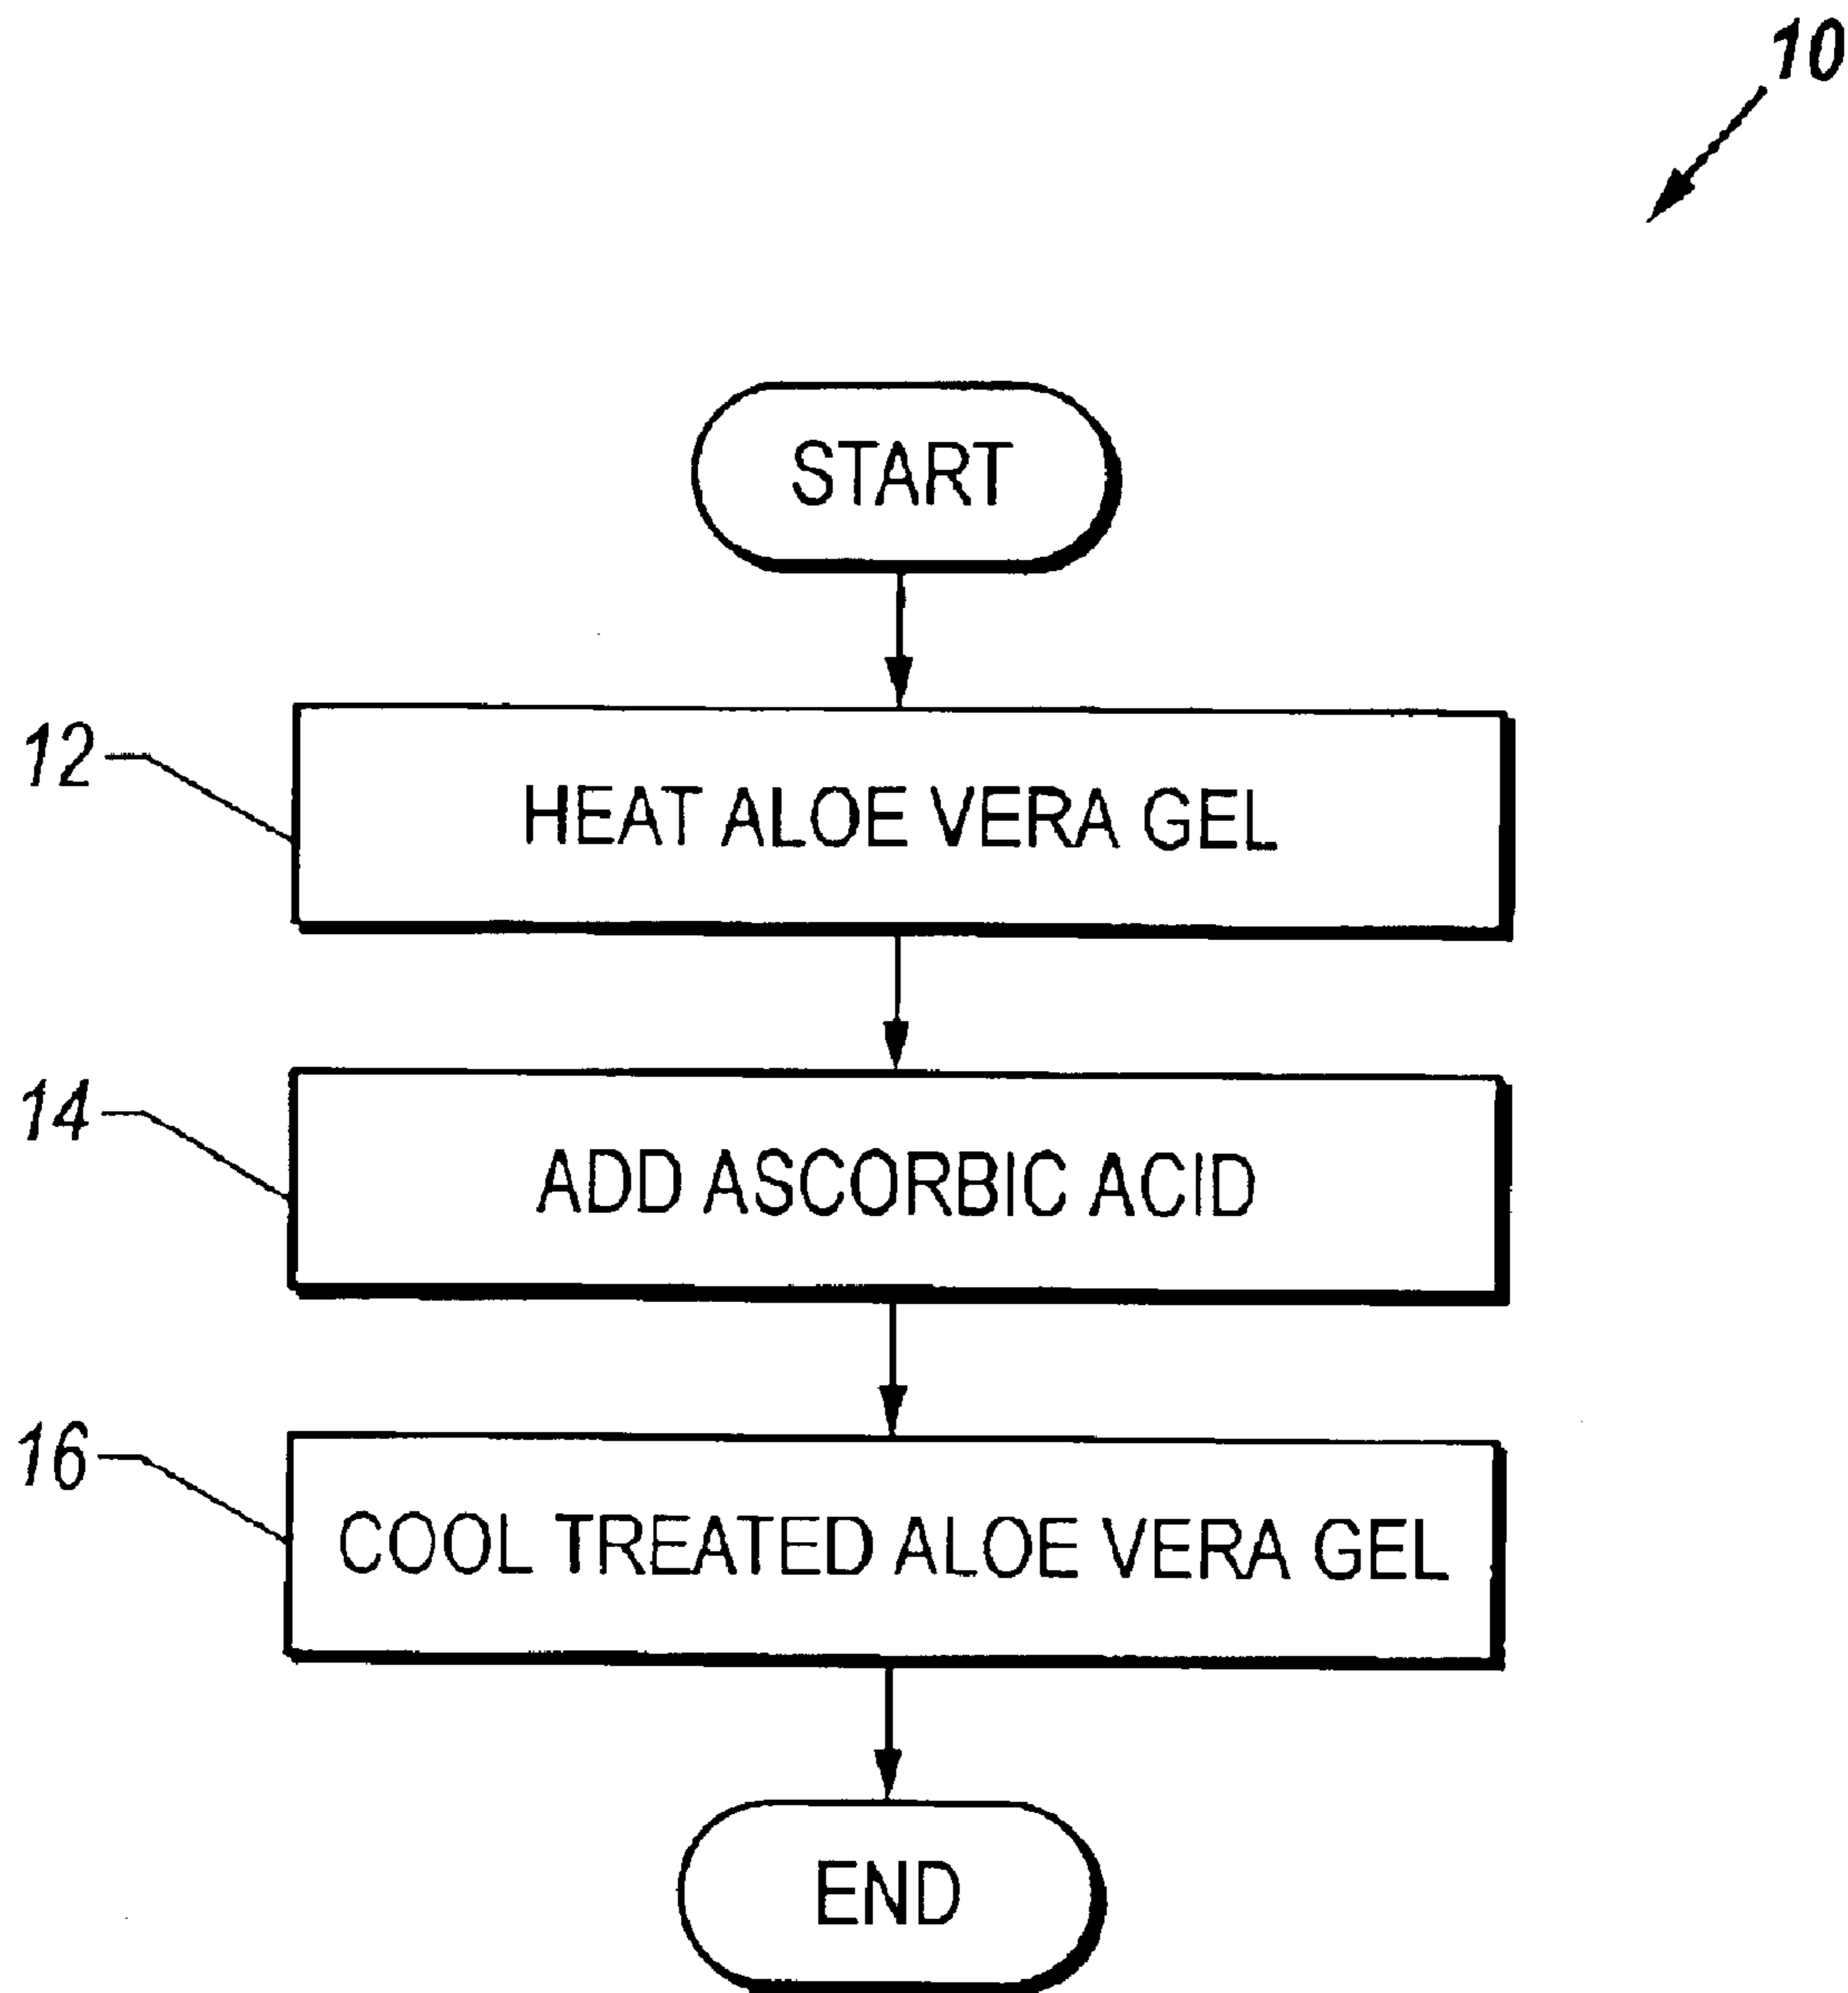 10
START
12
HEAT ALOE VERA GEL
14
ADD ASCORBIC ACID
16
COOL TREATED ALOE VERA GEL
END